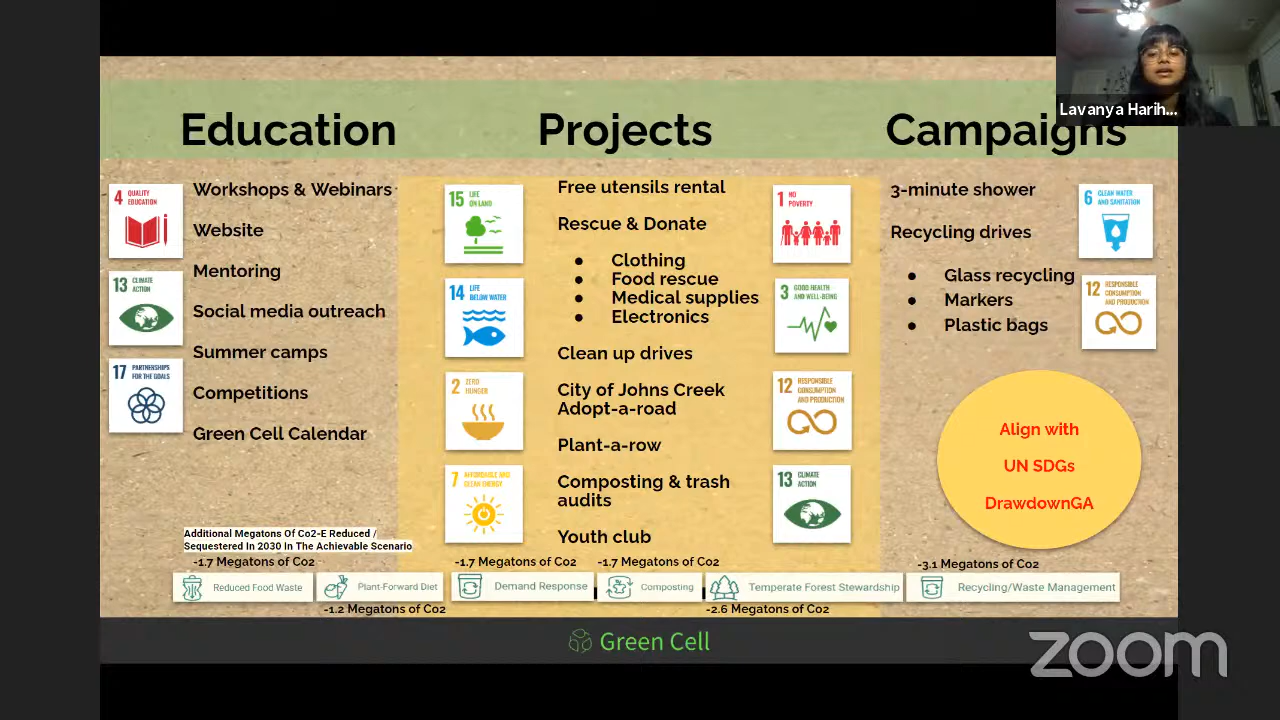 Lavanya Harih...
Education
Projects
Campaigns
4 QUALITY
EDUCATION
13 CLIMATE
ACTION
17 PARTNERSHIPS
FOR THE GOALS
Workshops & Webinars
Website
Mentoring
Social media outreach
Summer camps
Competitions
Green Cell Calendar
15 LIFE
ON LAND
14 LIFE
BELOW WATER
2 ZERO
HUNGER
7 AFFORDABLE AND
CLEAN ENERGY
Free utensils rental
Rescue & Donate
● Clothing
● Food rescue
● Medical supplies
● Electronics
Clean up drives
City of Johns Creek
Adopt-a-road
Plant-a-row
Composting & trash
audits
Youth club
1 NO
POVERTY
3 GOOD HEALTH
AND WELL-BEING
12 RESPONSIBLE
CONSUMPTION
AND PRODUCTION
13 CLIMATE
ACTION
3-minute shower
Recycling drives
● Glass recycling
● Markers
● Plastic bags
6 CLEAN WATER
AND SANITATION
12 RESPONSIBLE
CONSUMPTION
AND PRODUCTION
Align with
UN SDGs
DrawdownGA
Additional Megatons Of Co2-E Reduced /
Sequestered In 2030 In The Achievable Scenario
-1.7 Megatons of Co2
-1.7 Megatons of Co2
-1.7 Megatons of Co2
-3.1 Megatons of Co2
Reduced Food Waste
Plant-Forward Diet
Demand Response
Composting
Temperate Forest Stewardship
Recycling/Waste Management
-1.2 Megatons of Co2
-2.6 Megatons of Co2
Green Cell
zoom